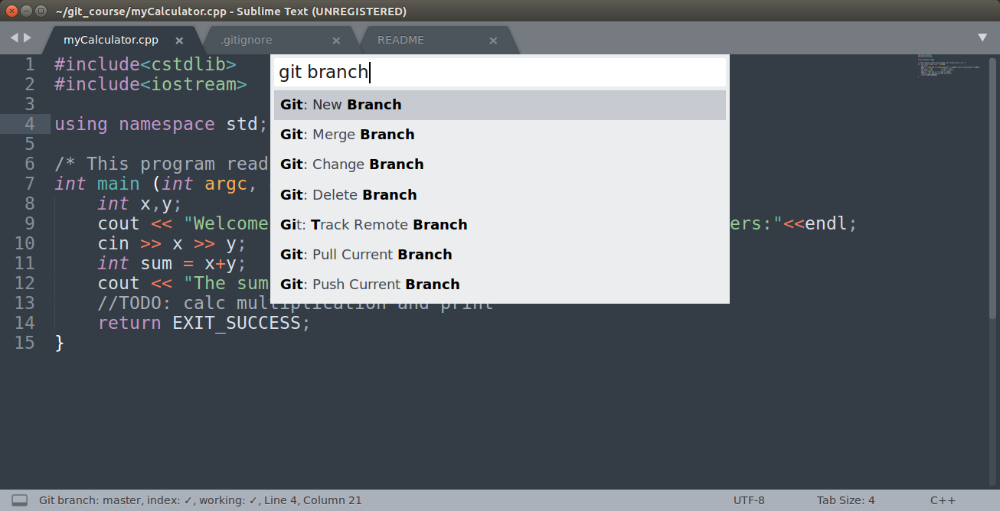 ~/git_course/myCalculator.cpp - Sublime Text (UNREGISTERED)
myCalculator.cpp
.gitignore
README
git branch
Git: New Branch
Git: Merge Branch
Git: Change Branch
Git: Delete Branch
Git: Track Remote Branch
Git: Pull Current Branch
Git: Push Current Branch
1 #include<cstdlib>
2 #include<iostream>
3
4 using namespace std;
5
6 /* This program read
7 int main (int argc,
8 int x,y;
9 cout << "Welcome ers:"<<endl;
10 cin >> x >> y;
11 int sum = x+y;
12 cout << "The sum
13 //TODO: calc multiplication and print
14 return EXIT_SUCCESS;
15 }
Git branch: master, index: ✓, working: ✓, Line 4, Column 21 UTF-8 Tab Size: 4 C++